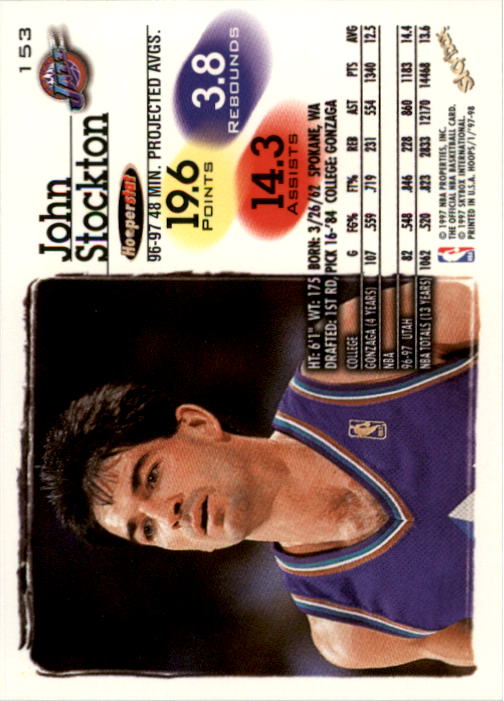 153
JAZZ
John
Stockton
Hooperstat
96-97 48 MIN. PROJECTED AVGS.
19.6
POINTS
3.8
REBOUNDS
14.3
ASSISTS
HT: 6'1" WT: 175 BORN: 3/26/62 SPOKANE, WA
DRAFTED: 1ST RD, PICK 16-'84 COLLEGE: GONZAGA
COLLEGE G FG% FT% REB AST PTS AVG
GONZAGA (4 YEARS) 107 .559 .719 231 554 1340 12.5
NBA
96-97 UTAH 82 .548 .846 228 860 1183 14.4
NBA TOTALS (13 YEARS) 1062 .520 .823 2833 12170 14468 13.6
© 1997 NBA PROPERTIES, INC.
THE OFFICIAL NBA BASKETBALL CARD.
© 1997 SKYBOX INTERNATIONAL.
PRINTED IN U.S.A. HOOPS/1/'97-98
SKYBOX